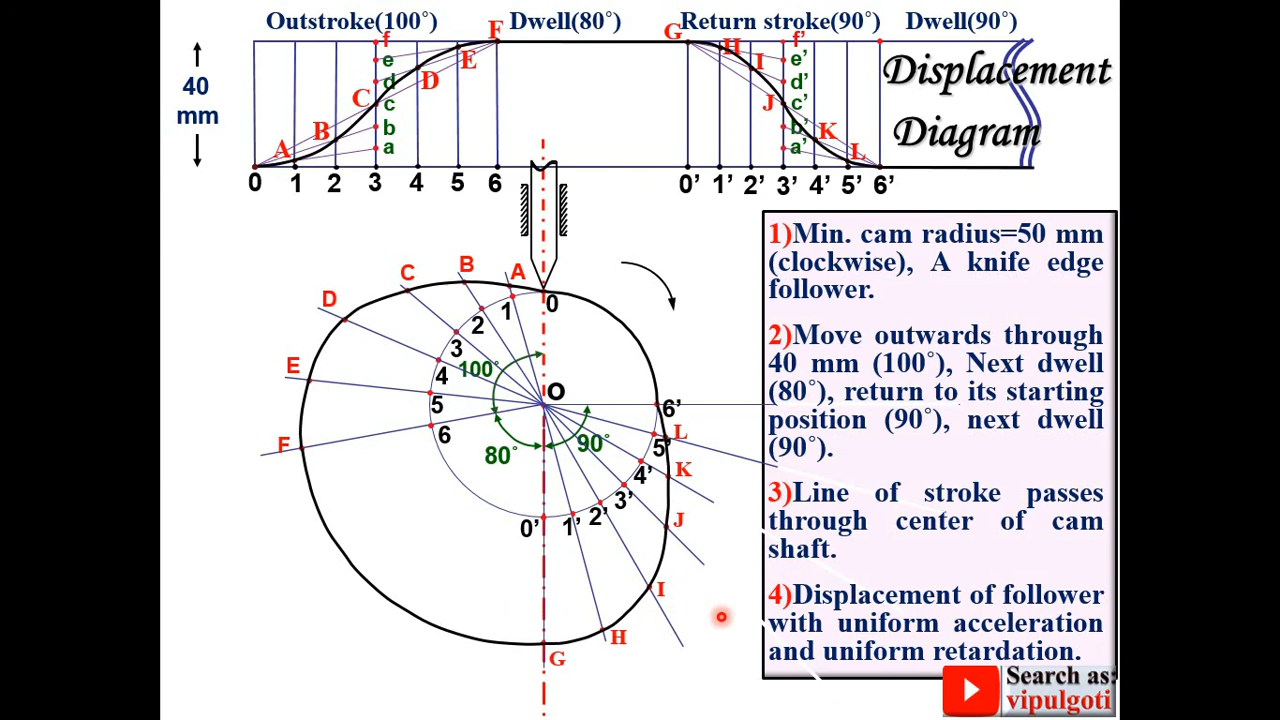 Outstroke(100˚) Dwell(80˚) Return stroke(90˚) Dwell(90˚)
F G
f f'
H
E e e'
I
D d d'
40 mm
C c J c'
B b b' K
A a a' L
0 1 2 3 4 5 6 0' 1' 2' 3' 4' 5' 6'
Displacement
Diagram
1)Min. cam radius=50 mm
(clockwise), A knife edge
follower.
2)Move outwards through
40 mm (100˚), Next dwell
(80˚), return to its starting
position (90˚), next dwell
(90˚).
3)Line of stroke passes
through center of cam
shaft.
4)Displacement of follower
with uniform acceleration
and uniform retardation.
A
B
C
D
E
F
0
1
2
3
4
5
6
100˚
O
80˚
90˚
6'
L
5'
K
4'
3'
J
2'
1'
0'
I
H
G
Search as:
vipulgoti